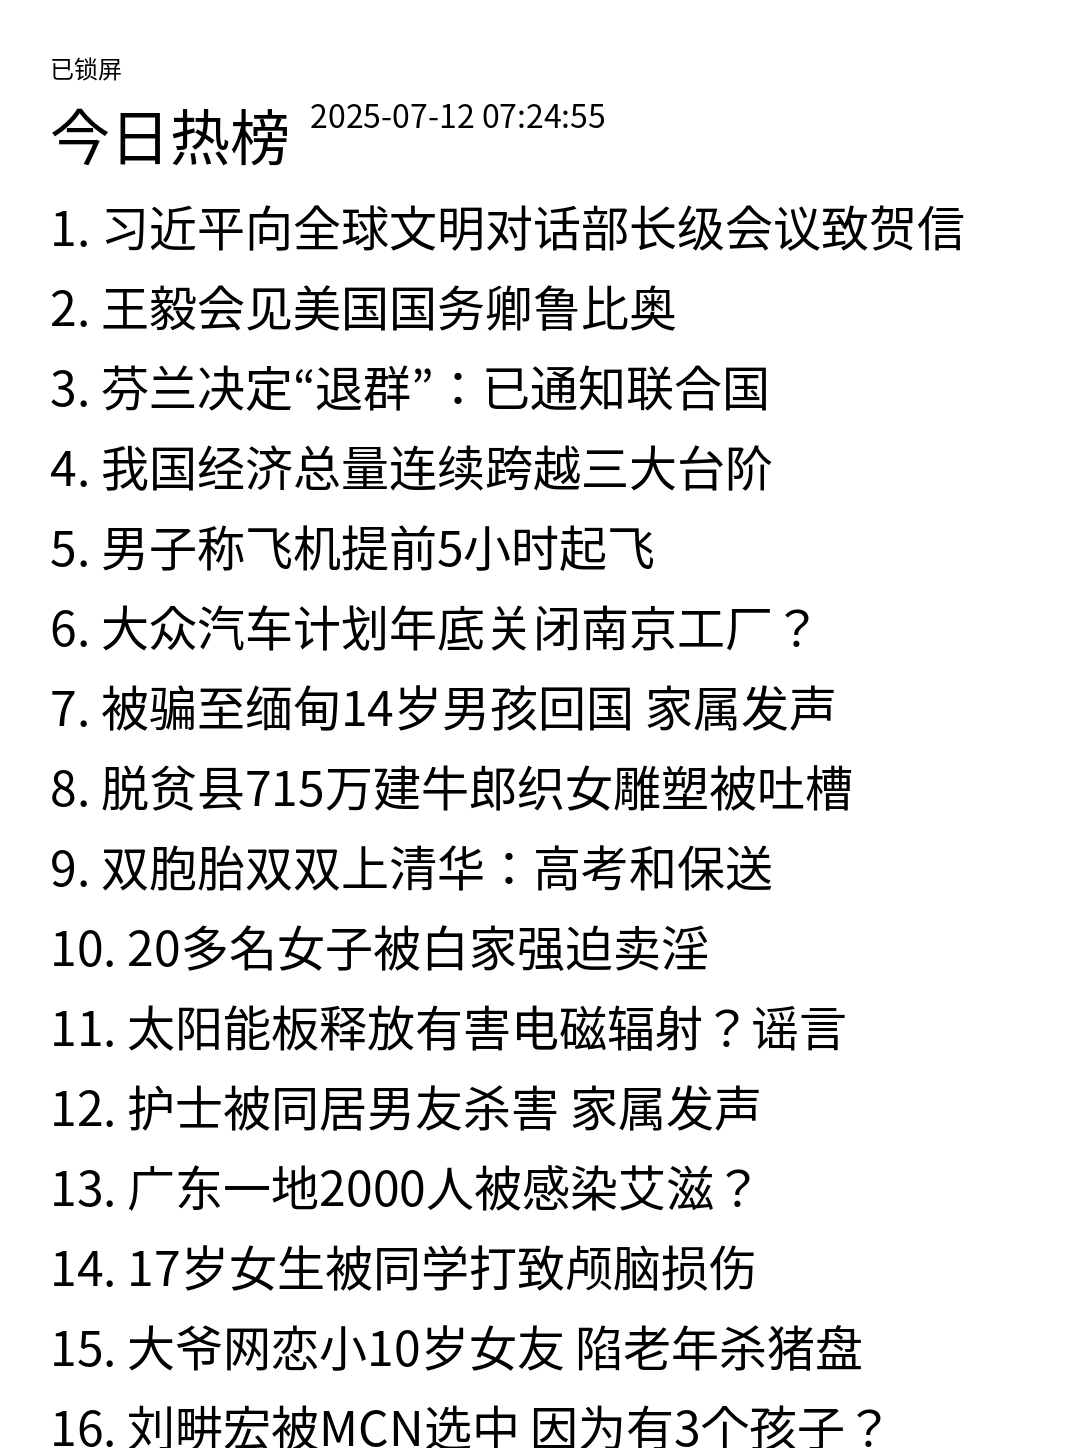 已锁屏
今日热榜 2025-07-12 07:24:55
1. 习近平向全球文明对话部长级会议致贺信
2. 王毅会见美国国务卿鲁比奥
3. 芬兰决定“退群”：已通知联合国
4. 我国经济总量连续跨越三大台阶
5. 男子称飞机提前5小时起飞
6. 大众汽车计划年底关闭南京工厂？
7. 被骗至缅甸14岁男孩回国 家属发声
8. 脱贫县715万建牛郎织女雕塑被吐槽
9. 双胞胎双双上清华：高考和保送
10. 20多名女子被白家强迫卖淫
11. 太阳能板释放有害电磁辐射？谣言
12. 护士被同居男友杀害 家属发声
13. 广东一地2000人被感染艾滋？
14. 17岁女生被同学打致颅脑损伤
15. 大爷网恋小10岁女友 陷老年杀猪盘
16. 刘畊宏被MCN选中 因为有3个孩子？